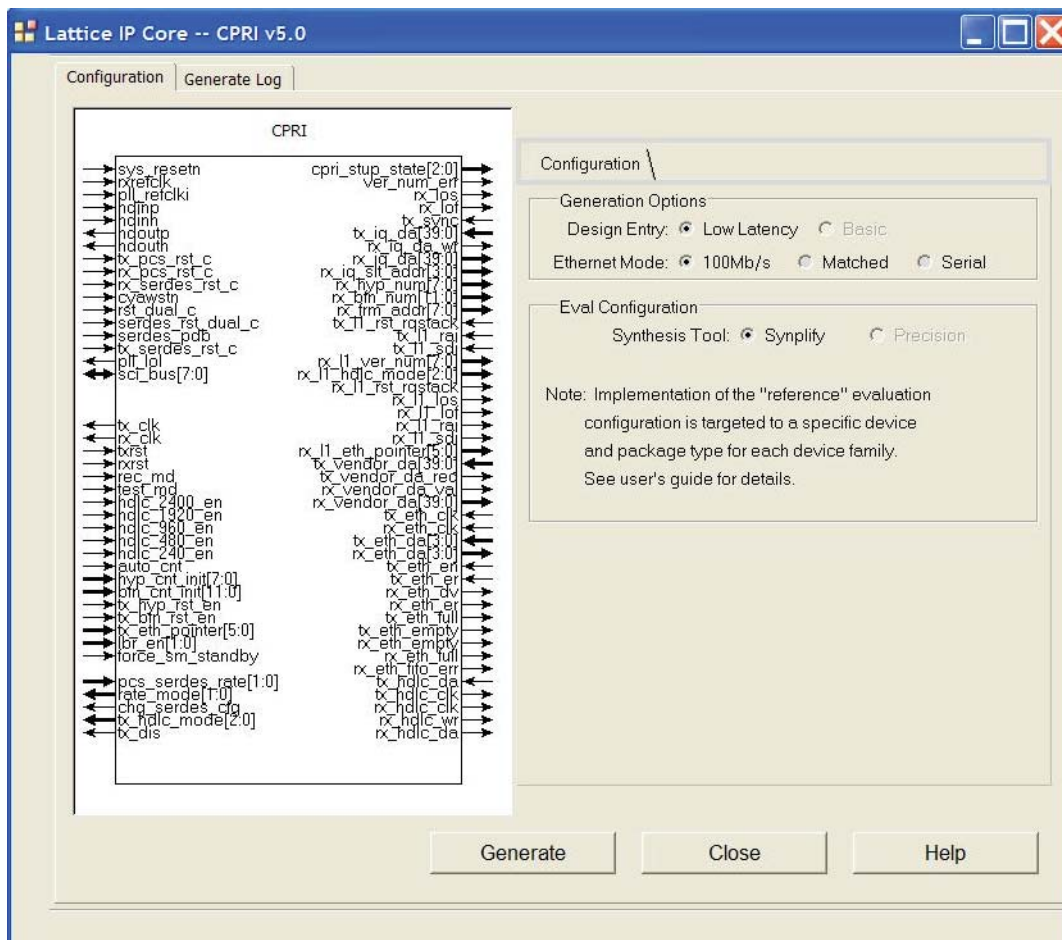 Lattice IP Core -- CPRI v5.0
Configuration
Generate Log
CPRI
sys_resetn
rxrefclk
pll_refclki
hdinp
hdinn
hdoutp
hdoutn
tx_pcs_rst_c
rx_pcs_rst_c
rx_serdes_rst_c
cyawstn
rst_dual_c
serdes_rst_dual_c
serdes_pdb
tx_serdes_rst_c
pll_lol
sci_bus[7:0]
tx_clk
rx_clk
txrst
rxrst
rec_md
test_md
hdlc_2400_en
hdlc_1920_en
hdlc_960_en
hdlc_480_en
hdlc_240_en
auto_cnt
hyp_cnt_init[7:0]
bfn_cnt_init[11:0]
tx_hyp_rst_en
tx_bfn_rst_en
tx_eth_pointer[5:0]
lbr_en[1:0]
force_sm_standby
pcs_serdes_rate[1:0]
rate_mode[1:0]
chg_serdes_cfg
tx_hdlc_mode[2:0]
tx_dis
cpri_stup_state[2:0]
ver_num_err
rx_los
rx_lof
tx_sync
tx_iq_da[39:0]
tx_iq_da_wr
rx_iq_da[39:0]
rx_iq_slt_addr[3:0]
rx_hyp_num[7:0]
rx_bfn_num[11:0]
rx_frm_addr[7:0]
tx_l1_rst_rqstack
tx_l1_rai
tx_l1_sdi
rx_l1_ver_num[7:0]
rx_l1_hdlc_mode[2:0]
rx_l1_rst_rqstack
rx_l1_los
rx_l1_lof
rx_l1_rai
rx_l1_sdi
rx_l1_eth_pointer[5:0]
tx_vendor_da[39:0]
tx_vendor_da_req
rx_vendor_da_val
rx_vendor_da[39:0]
tx_eth_clk
rx_eth_clk
tx_eth_da[3:0]
rx_eth_da[3:0]
tx_eth_en
tx_eth_er
rx_eth_dv
rx_eth_er
tx_eth_full
tx_eth_empty
rx_eth_empty
rx_eth_full
rx_eth_fifo_err
tx_hdlc_da
tx_hdlc_clk
rx_hdlc_clk
rx_hdlc_wr
rx_hdlc_da
Configuration
Generation Options
Design Entry: Low Latency Basic
Ethernet Mode: 100Mb/s Matched Serial
Eval Configuration
Synthesis Tool: Synplify Precision
Note: Implementation of the "reference" evaluation
configuration is targeted to a specific device
and package type for each device family.
See user's guide for details.
Generate
Close
Help